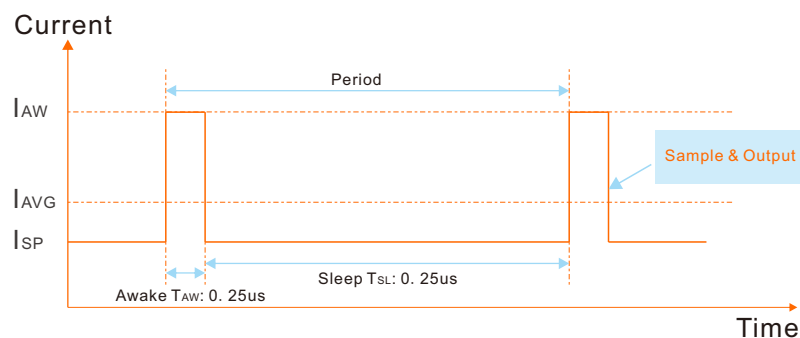 Current
Period
IAW
Sample & Output
IAVG
ISP
Sleep TSL: 0. 25us
Awake TAW: 0. 25us
Time